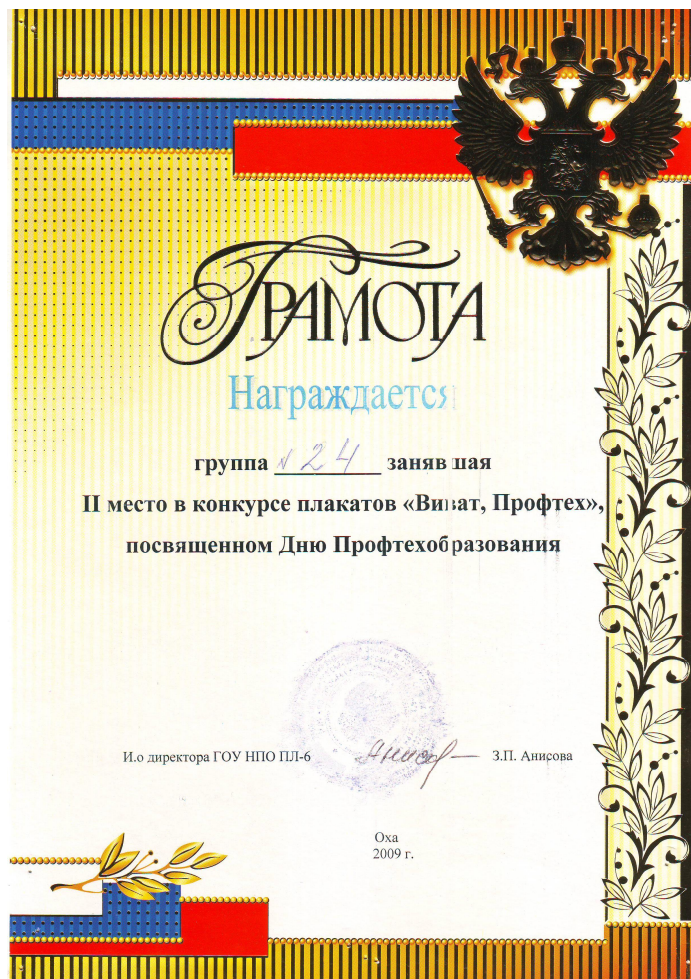 ГРАМОТА
Награждается
группа № 24 занявшая
II место в конкурсе плакатов «Виват, Профтех»,
посвященном Дню Профтехобразования
И.о директора ГОУ НПО ПЛ-6 З.П. Анисова
Оха
2009 г.